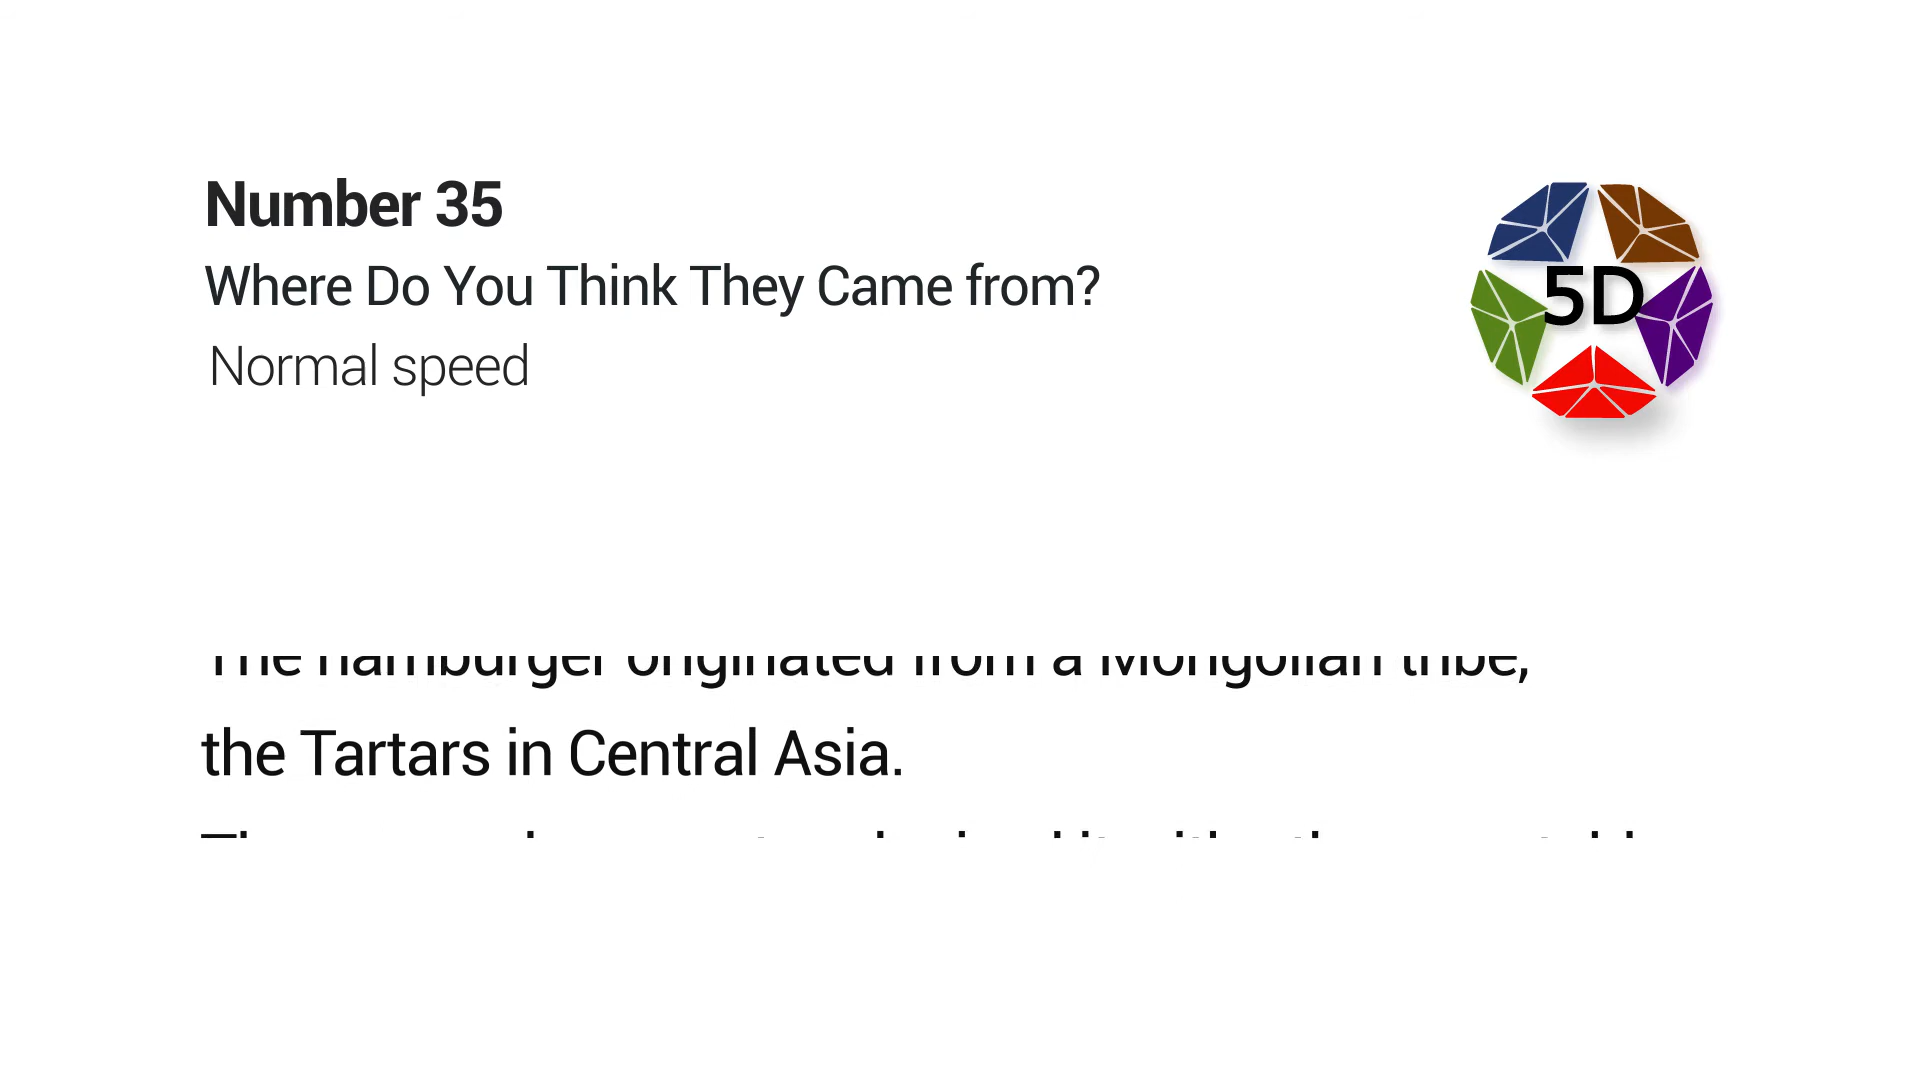 Number 35
Where Do You Think They Came from?
Normal speed
5D
The hamburger originated from a Mongolian tribe,
the Tartars in Central Asia.